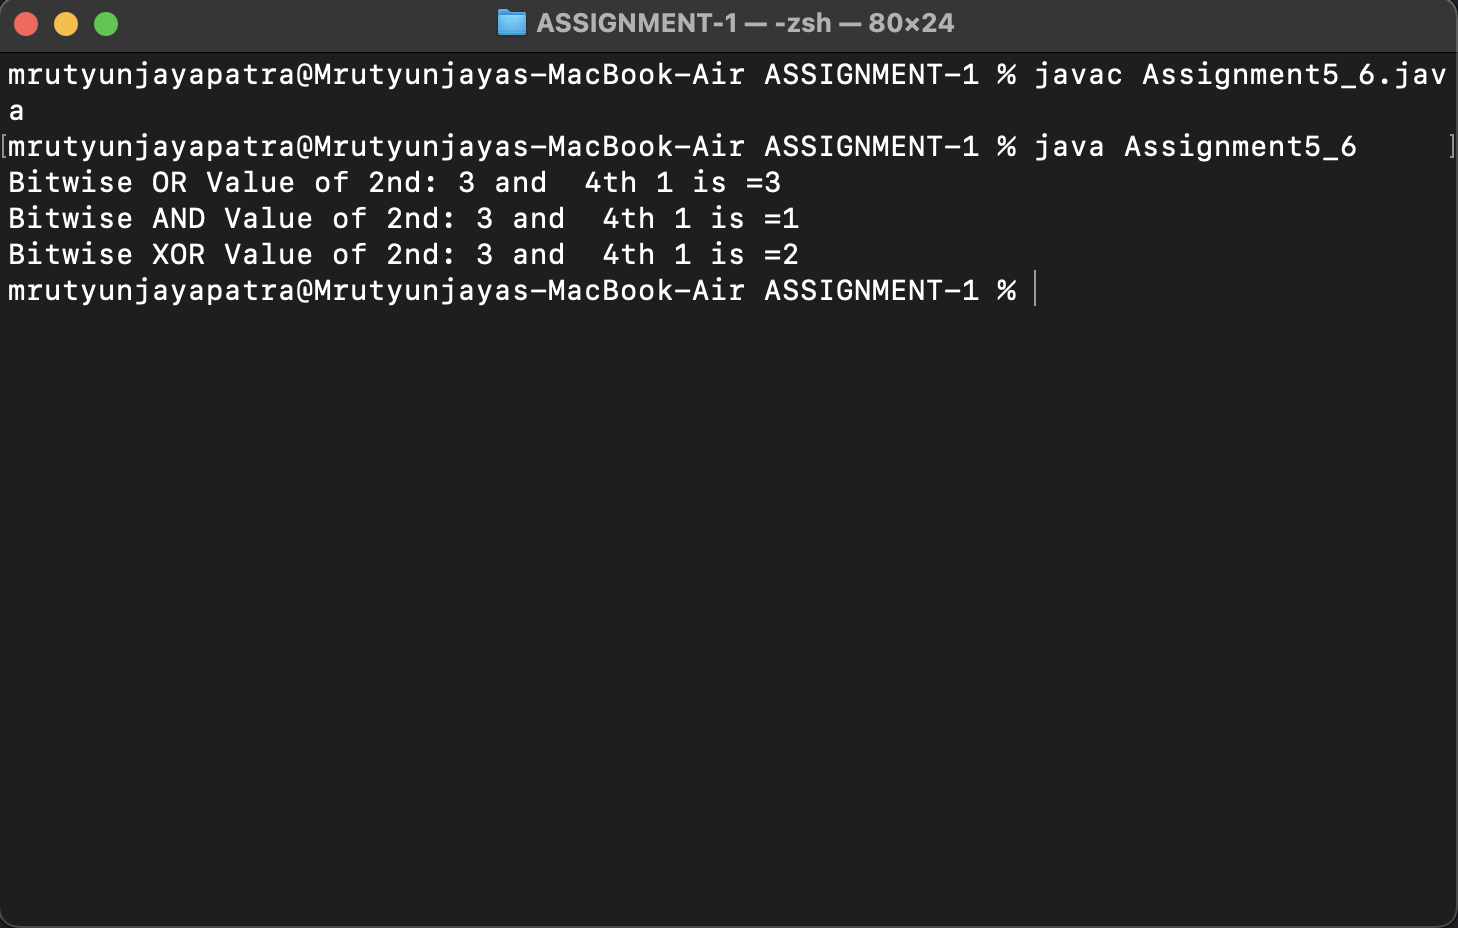 ASSIGNMENT-1 — -zsh — 80×24
mrutyunjayapatra@Mrutyunjayas-MacBook-Air ASSIGNMENT-1 % javac Assignment5_6.jav
a
[mrutyunjayapatra@Mrutyunjayas-MacBook-Air ASSIGNMENT-1 % java Assignment5_6 ]
Bitwise OR Value of 2nd: 3 and  4th 1 is =3
Bitwise AND Value of 2nd: 3 and  4th 1 is =1
Bitwise XOR Value of 2nd: 3 and  4th 1 is =2
mrutyunjayapatra@Mrutyunjayas-MacBook-Air ASSIGNMENT-1 %